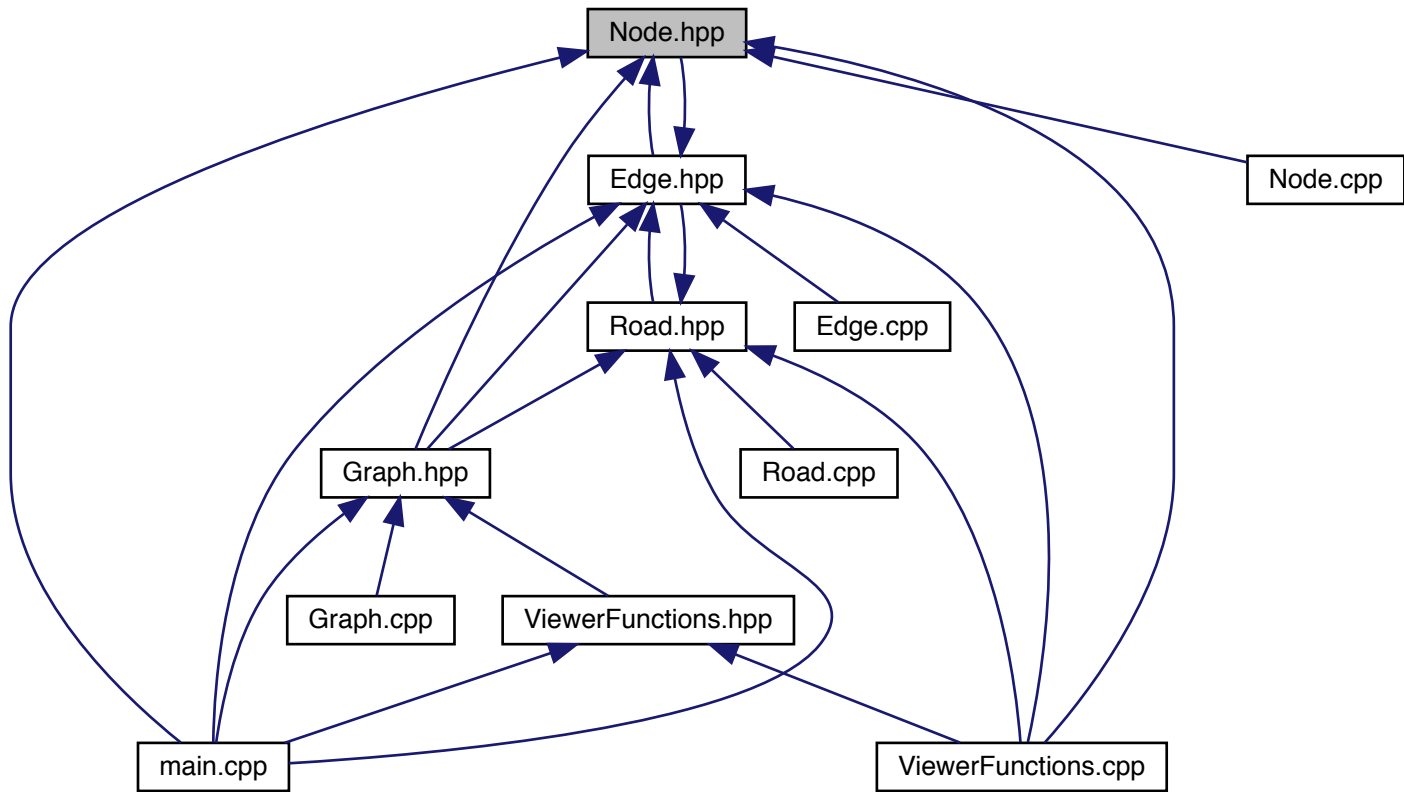 Node.hpp
Edge.hpp
Node.cpp
Road.hpp
Edge.cpp
Graph.hpp
Road.cpp
Graph.cpp
ViewerFunctions.hpp
main.cpp
ViewerFunctions.cpp